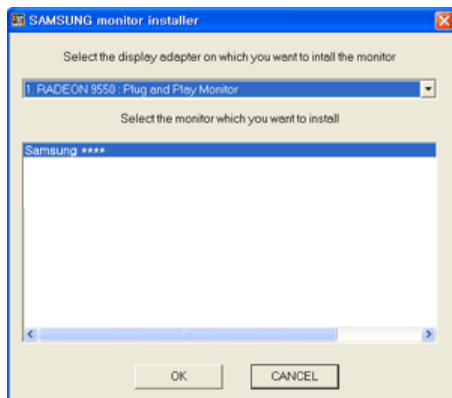 SAMSUNG monitor installer
Select the display adapter on which you want to intall the monitor
1. RADEON 9550 : Plug and Play Monitor
Select the monitor which you want to install
Samsung ****
OK
CANCEL